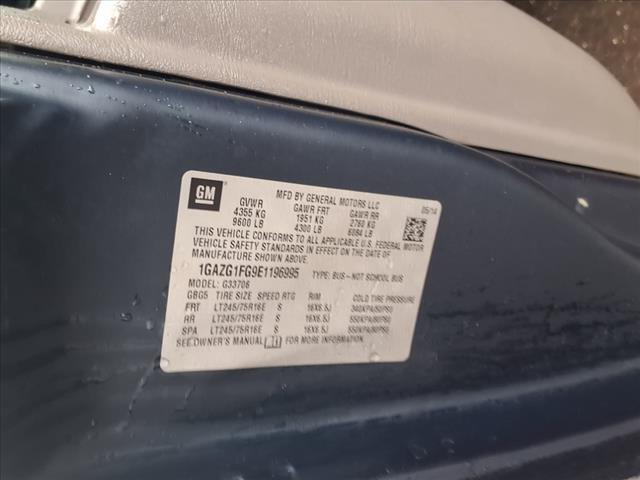 GM
MFD BY GENERAL MOTORS LLC 05/14
GVWR GAWR FRT GAWR RR
4355 KG 1951 KG 2760 KG
9600 LB 4300 LB 6084 LB
THIS VEHICLE CONFORMS TO ALL APPLICABLE U.S. FEDERAL MOTOR
VEHICLE SAFETY STANDARDS IN EFFECT ON THE DATE OF
MANUFACTURE SHOWN ABOVE.
1GAZG1FG9E1196995 TYPE: BUS-NOT SCHOOL BUS
MODEL: G33706
GBG5 TIRE SIZE SPEED RTG RIM COLD TIRE PRESSURE
FRT LT245/75R16E S 16X6.5J 340KPA/50PSI
RR LT245/75R16E S 16X6.5J 550KPA/80PSI
SPA LT245/75R16E S 16X6.5J 550KPA/80PSI
SEE OWNER'S MANUAL FOR MORE INFORMATION.